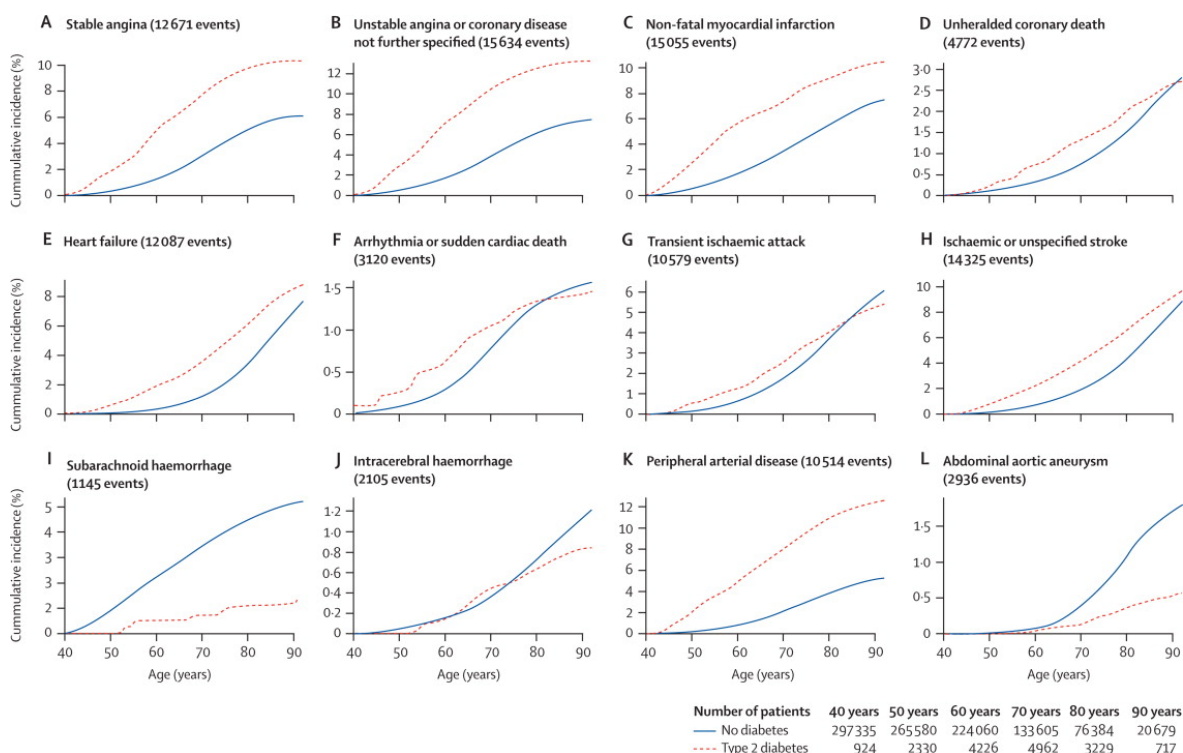 A Stable angina (12 671 events)
Cummulative incidence (%)
10
8
6
4
2
0
B Unstable angina or coronary disease
not further specified (15 634 events)
12
10
8
6
4
2
0
C Non-fatal myocardial infarction
(15 055 events)
10
8
6
4
2
0
D Unheralded coronary death
(4772 events)
3·0
2·5
2·0
1·5
1·0
0·5
0
E Heart failure (12 087 events)
Cummulative incidence (%)
8
6
4
2
0
F Arrhythmia or sudden cardiac death
(3120 events)
1·5
1·0
0·5
0
G Transient ischaemic attack
(10 579 events)
6
5
4
3
2
1
0
H Ischaemic or unspecified stroke
(14 325 events)
10
8
6
4
2
0
I Subarachnoid haemorrhage
(1145 events)
Cummulative incidence (%)
5
3
3
2
0
40 50 60 70 80 90
Age (years)
J Intracerebral haemorrhage
(2105 events)
1·2
1·0
0·8
0·6
0·4
0·2
0
40 50 60 70 80 90
Age (years)
K Peripheral arterial disease (10 514 events)
12
10
8
6
4
2
0
40 50 60 70 80 90
Age (years)
L Abdominal aortic aneurysm
(2936 events)
1·5
1·0
0·5
0
40 50 60 70 80 90
Age (years)
Number of patients 40 years 50 years 60 years 70 years 80 years 90 years
No diabetes 297 335 265 580 224 060 133 605 76 384 20 679
Type 2 diabetes 924 2330 4226 4962 3229 717